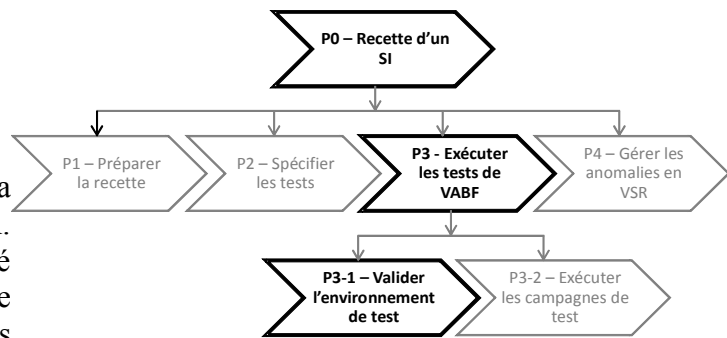 P0 – Recette d'un
SI
P1 – Préparer
la recette
P2 – Spécifier
les tests
P3 - Exécuter
les tests de
VABF
P4 – Gérer les
anomalies en
VSR
a
.
é
e
s
P3-1 – Valider
l'environnement
de test
P3-2 – Exécuter
les campagnes de
test